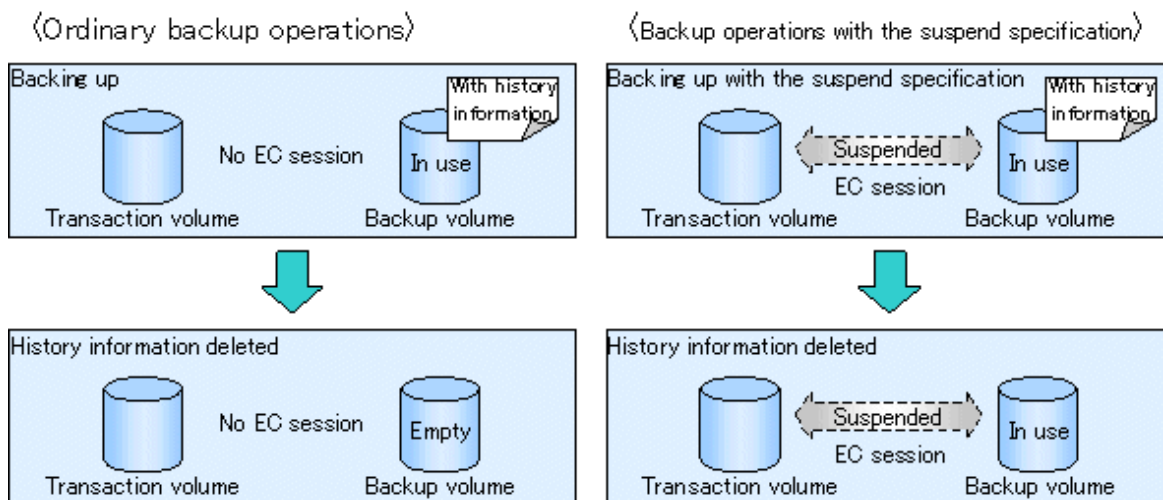 〈Ordinary backup operations〉
Backing up
With history
information
No EC session
In use
Transaction volume
Backup volume
History information deleted
No EC session
Empty
Transaction volume
Backup volume
〈Backup operations with the suspend specification〉
Backing up with the suspend specification
With history
information
Suspended
EC session
In use
Transaction volume
Backup volume
History information deleted
Suspended
EC session
In use
Transaction volume
Backup volume